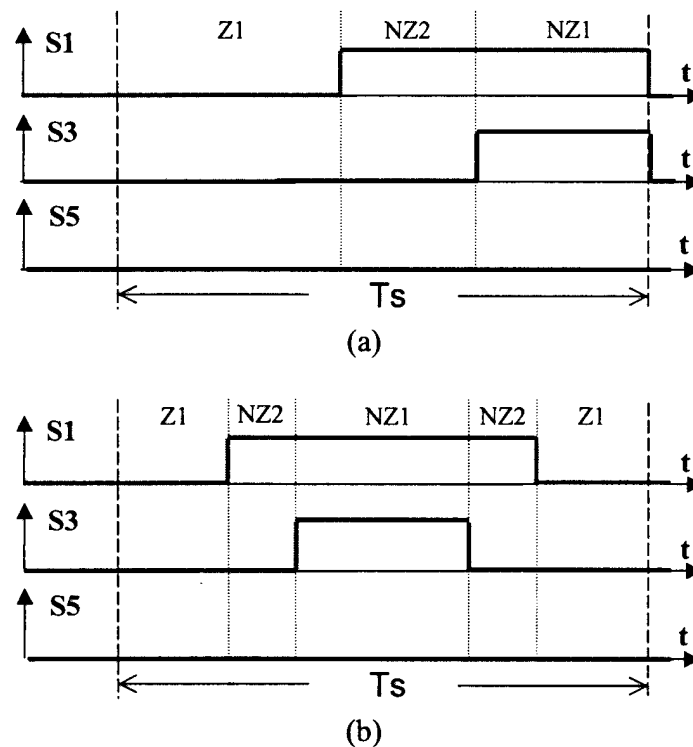 Z1 NZ2 NZ1
S1 t
S3 t
S5 t
Ts
(a)
Z1 NZ2 NZ1 NZ2 Z1
S1 t
S3 t
S5 t
Ts
(b)